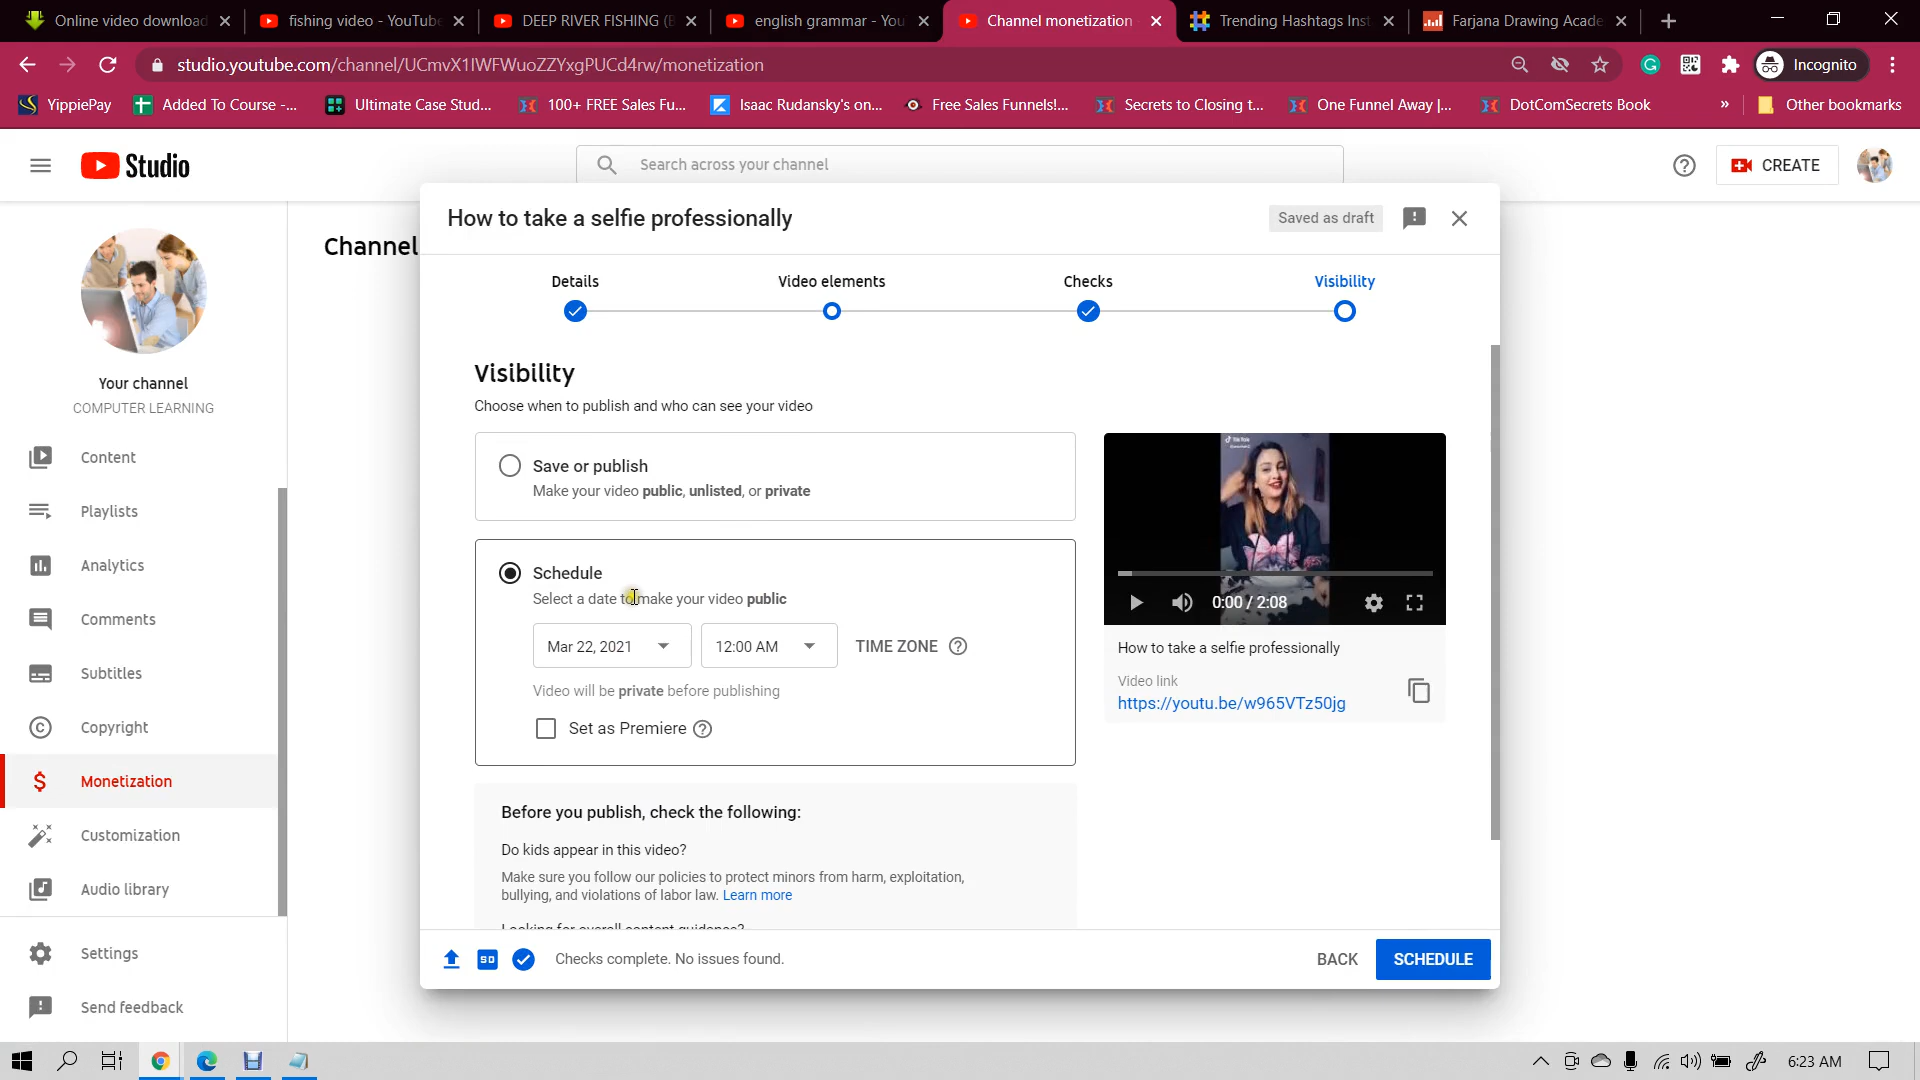 Online video download
fishing video - YouTube
DEEP RIVER FISHING (B
english grammar - You
Channel monetization
Trending Hashtags Inst
Farjana Drawing Acade
studio.youtube.com/channel/UCmvX1IWFWuoZZYxgPUCd4rw/monetization
Incognito
YippiePay
Added To Course -...
Ultimate Case Stud...
100+ FREE Sales Fu...
Isaac Rudansky's on...
Free Sales Funnels!...
Secrets to Closing t...
One Funnel Away |...
DotComSecrets Book
»
Other bookmarks
Studio
Search across your channel
CREATE
Your channel
COMPUTER LEARNING
Content
Playlists
Analytics
Comments
Subtitles
Copyright
Monetization
Customization
Audio library
Settings
Send feedback
Channel
How to take a selfie professionally
Saved as draft
Details
Video elements
Checks
Visibility
Visibility
Choose when to publish and who can see your video
Save or publish
Make your video public, unlisted, or private
Schedule
Select a date to make your video public
Mar 22, 2021
12:00 AM
TIME ZONE
Video will be private before publishing
Set as Premiere
Before you publish, check the following:
Do kids appear in this video?
Make sure you follow our policies to protect minors from harm, exploitation,
bullying, and violations of labor law. Learn more
Looking for overall content guidance?
0:00 / 2:08
How to take a selfie professionally
Video link
https://youtu.be/w965VTz50jg
SD
Checks complete. No issues found.
BACK
SCHEDULE
6:23 AM